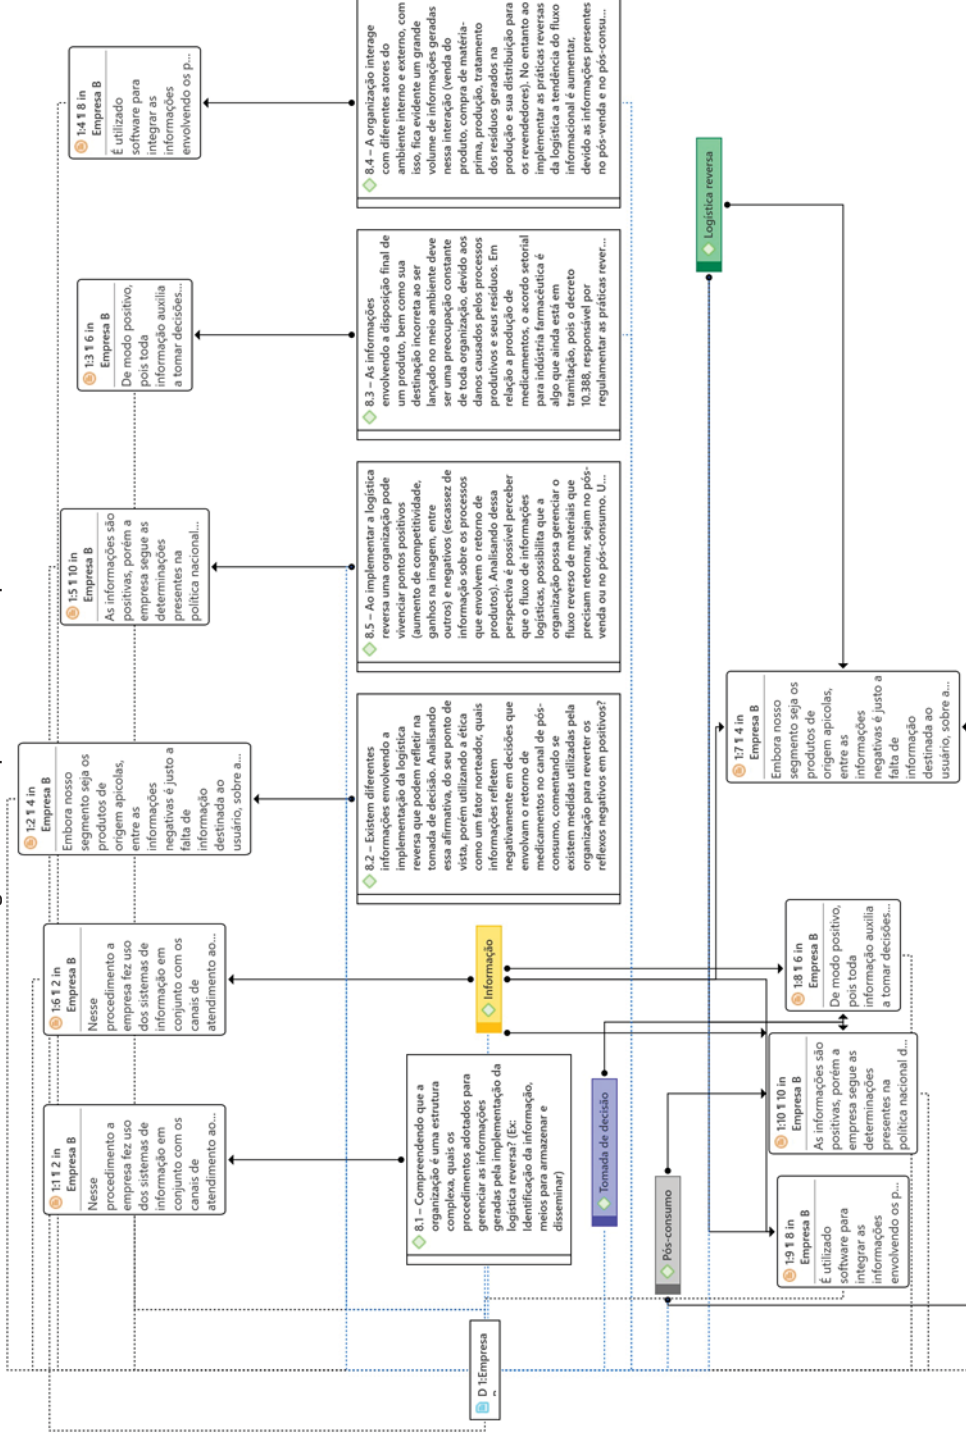 1:1 ¶ 2 in
Empresa B
Nesse
procedimento a
empresa fez uso
dos sistemas de
informação em
conjunto com os
canais de
atendimento ao...
1:6 ¶ 2 in
Empresa B
Nesse
procedimento a
empresa fez uso
dos sistemas de
informação em
conjunto com os
canais de
atendimento ao...
1:2 ¶ 4 in
Empresa B
Embora nosso
segmento seja os
produtos de
origem apicolas,
entre as
informações
negativas é justo a
falta de
informação
destinada ao
usuário, sobre a...
1:5 ¶ 10 in
Empresa B
As informações são
positivas, porém a
empresa segue as
determinações
presentes na
política nacional...
1:3 ¶ 6 in
Empresa B
De modo positivo,
pois toda
informação auxilia
a tomar decisões...
1:4 ¶ 8 in
Empresa B
É utilizado
software para
integrar as
informações
envolvendo os p...
8.1 – Compreendendo que a
organização é uma estrutura
complexa, quais os
procedimentos adotados para
gerenciar as informações
geradas pela implementação da
logística reversa? (Ex:
Identificação da informação,
meios para armazenar e
disseminar)
Informação
8.2 – Existem diferentes
informações envolvendo a
implementação da logística
reversa que podem refletir na
tomada de decisão. Analisando
essa afirmativa, do seu ponto de
vista, porém utilizando a ética
como um fator norteador, quais
informações refletem
negativamente em decisões que
envolvam o retorno de
medicamentos no canal de pós-
consumo, comentando se
existem medidas utilizadas pela
organização para reverter os
reflexos negativos em positivos?
8.5 – Ao implementar a logística
reversa uma organização pode
vivenciar pontos positivos
(aumento de competitividade,
ganhos na imagem, entre
outros) e negativos (escassez de
informação sobre os processos
que envolvem o retorno de
produtos). Analisando dessa
perspectiva é possível perceber
que o fluxo de informações
logísticas, possibilita que a
organização possa gerenciar o
fluxo reverso de materiais que
precisam retornar, sejam no pós-
venda ou no pós-consumo. U...
8.3 – As informações
envolvendo a disposição final de
um produto, bem como sua
destinação incorreta ao ser
lançado no meio ambiente deve
ser uma preocupação constante
de toda organização, devido aos
danos causados pelos processos
produtivos e seus resíduos. Em
relação a produção de
medicamentos, o acordo setorial
para indústria farmacêutica é
algo que ainda está em
tramitação, pois o decreto
10.388, responsável por
regulamentar as práticas rever...
8.4 – A organização interage
com diferentes atores do
ambiente interno e externo, com
isso, fica evidente um grande
volume de informações geradas
nessa interação (venda do
produto, compra de matéria-
prima, produção, tratamento
dos resíduos gerados na
produção e sua distribuição para
os revendedores). No entanto ao
implementar as práticas reversas
da logística a tendência do fluxo
informacional é aumentar,
devido as informações presentes
no pós-venda e no pós-consu...
D 1:Empresa
Tomada de decisão
Pós-consumo
Logística reversa
1:9 ¶ 8 in
Empresa B
É utilizado
software para
integrar as
informações
envolvendo os p...
1:10 ¶ 10 in
Empresa B
As informações são
positivas, porém a
empresa segue as
determinações
presentes na
política nacional d...
1:8 ¶ 6 in
Empresa B
De modo positivo,
pois toda
informação auxilia
a tomar decisões...
1:7 ¶ 4 in
Empresa B
Embora nosso
segmento seja os
produtos de
origem apicolas,
entre as
informações
negativas é justo a
falta de
informação
destinada ao
usuário, sobre a...